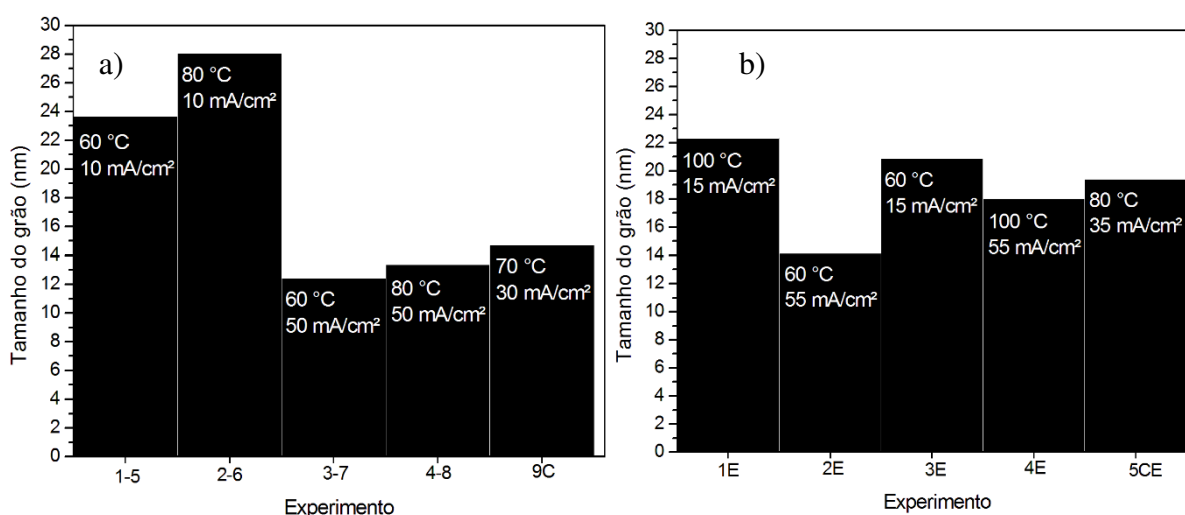 a)
Tamanho do grão (nm)
30
28
26
24
22
20
18
16
14
12
10
8
6
4
2
0
60 °C
10 mA/cm²
80 °C
10 mA/cm²
60 °C
50 mA/cm²
80 °C
50 mA/cm²
70 °C
30 mA/cm²
1-5
2-6
3-7
4-8
9C
Experimento
b)
Tamanho do grão (nm)
30
28
26
24
22
20
18
16
14
12
10
8
6
4
2
0
100 °C
15 mA/cm²
60 °C
55 mA/cm²
60 °C
15 mA/cm²
100 °C
55 mA/cm²
80 °C
35 mA/cm²
1E
2E
3E
4E
5CE
Experimento